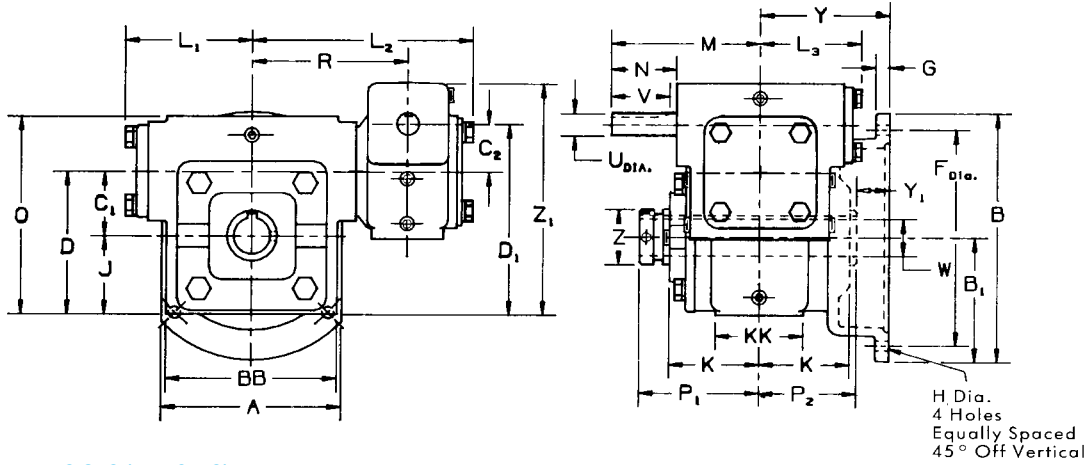 L₁
L₂
R
O
D
C₁
J
C₂
D₁
Z₁
BB
A
Y
M
L₃
N
G
V
U DIA.
F Dia.
Y₁
B
Z
W
B₁
KK
K
K
P₁
P₂
H Dia.
4 Holes
Equally Spaced
45° Off Vertical